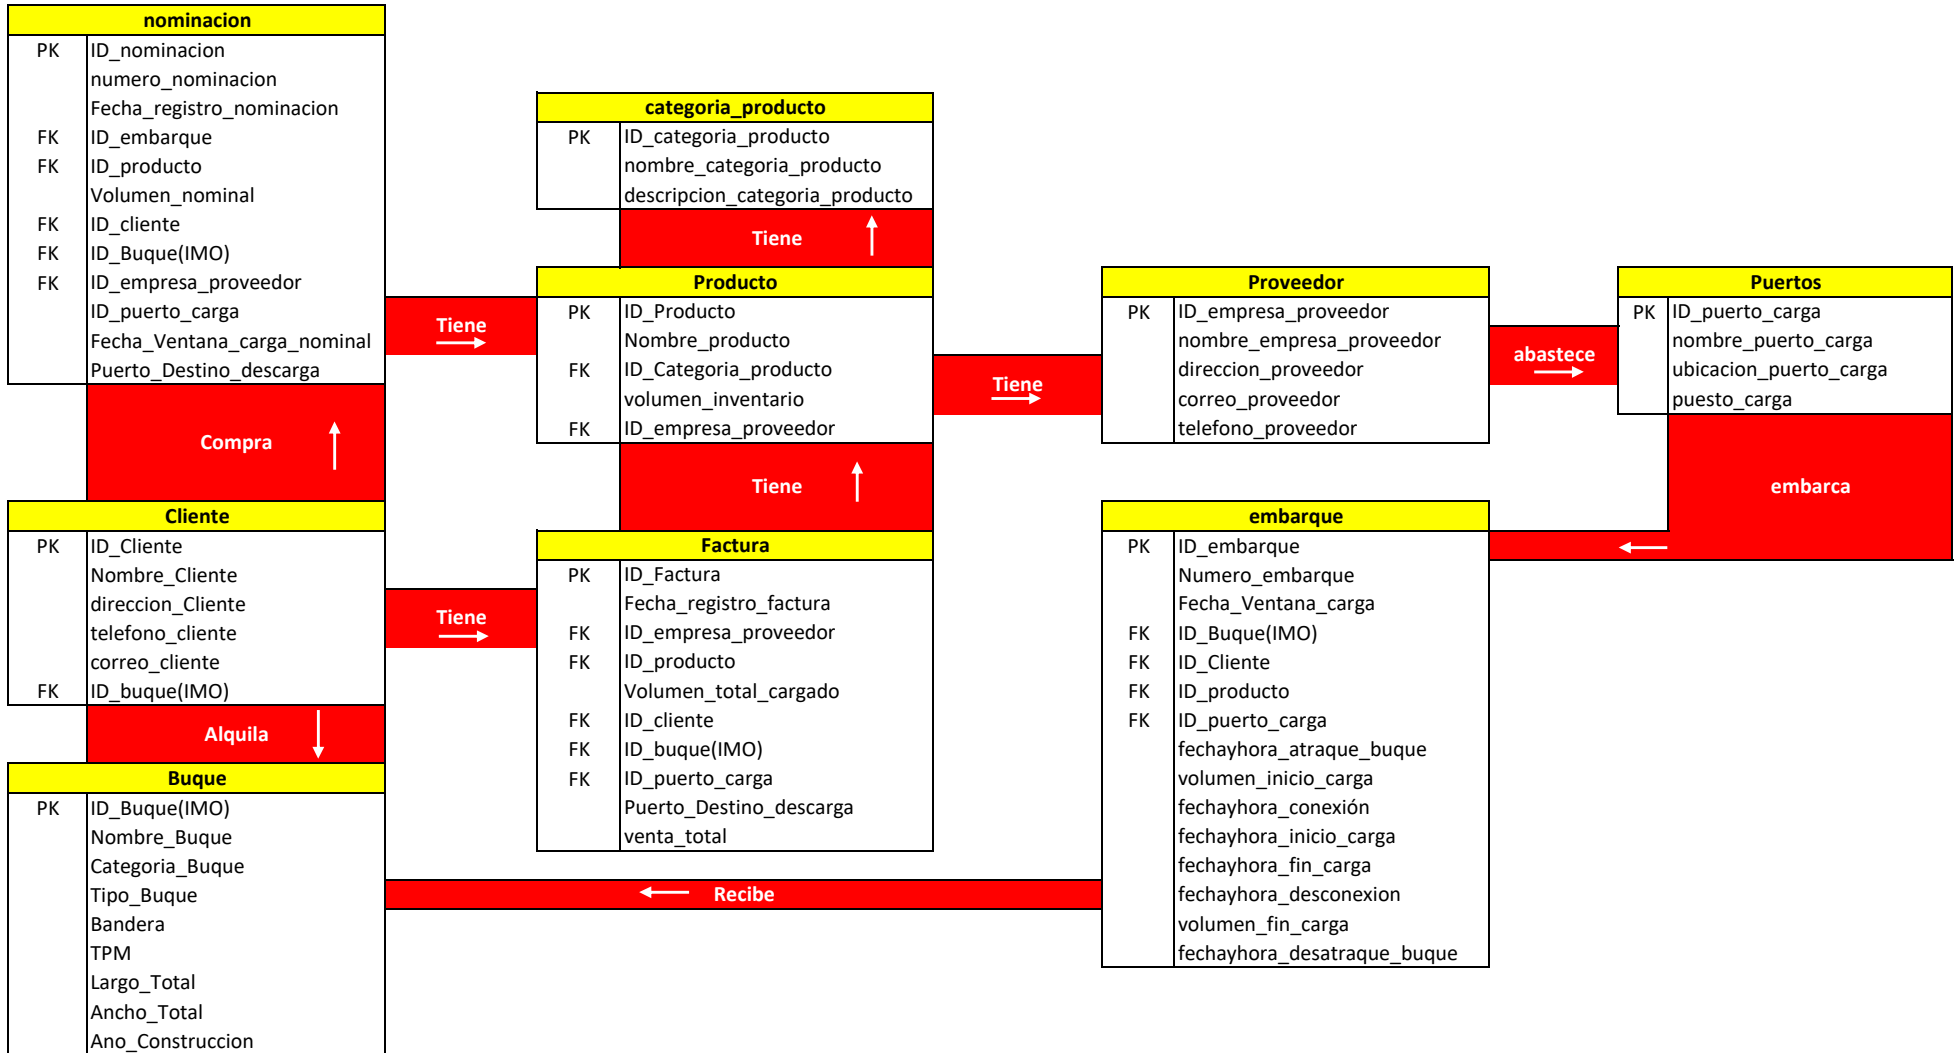 nominacion
PK ID_nominacion
numero_nominacion
Fecha_registro_nominacion
FK ID_embarque
FK ID_producto
Volumen_nominal
FK ID_cliente
FK ID_Buque(IMO)
FK ID_empresa_proveedor
ID_puerto_carga
Fecha_Ventana_carga_nominal
Puerto_Destino_descarga
Compra
Cliente
PK ID_Cliente
Nombre_Cliente
direccion_Cliente
telefono_cliente
correo_cliente
FK ID_buque(IMO)
Alquila
Buque
PK ID_Buque(IMO)
Nombre_Buque
Categoria_Buque
Tipo_Buque
Bandera
TPM
Largo_Total
Ancho_Total
Ano_Construccion
Tiene
Tiene
categoria_producto
PK ID_categoria_producto
nombre_categoria_producto
descripcion_categoria_producto
Tiene
Producto
PK ID_Producto
Nombre_producto
FK ID_Categoria_producto
volumen_inventario
FK ID_empresa_proveedor
Tiene
Factura
PK ID_Factura
Fecha_registro_factura
FK ID_empresa_proveedor
FK ID_producto
Volumen_total_cargado
FK ID_cliente
FK ID_buque(IMO)
FK ID_puerto_carga
Puerto_Destino_descarga
venta_total
Recibe
Tiene
Proveedor
PK ID_empresa_proveedor
nombre_empresa_proveedor
direccion_proveedor
correo_proveedor
telefono_proveedor
abastece
Puertos
PK ID_puerto_carga
nombre_puerto_carga
ubicacion_puerto_carga
puesto_carga
embarca
embarque
PK ID_embarque
Numero_embarque
Fecha_Ventana_carga
FK ID_Buque(IMO)
FK ID_Cliente
FK ID_producto
FK ID_puerto_carga
fechayhora_atraque_buque
volumen_inicio_carga
fechayhora_conexión
fechayhora_inicio_carga
fechayhora_fin_carga
fechayhora_desconexion
volumen_fin_carga
fechayhora_desatraque_buque